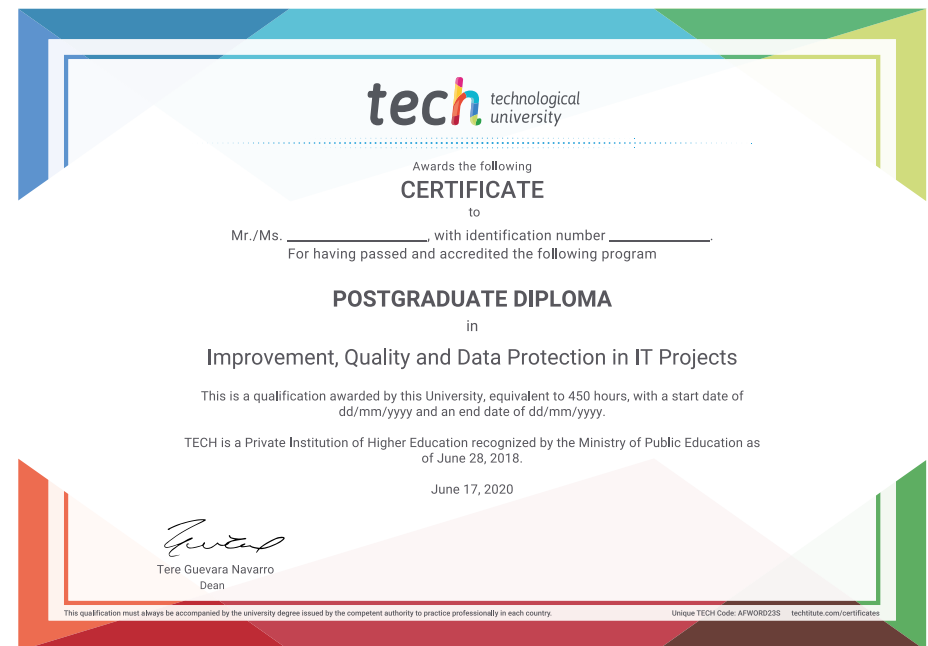 tech technological
university
Awards the following
CERTIFICATE
to
Mr./Ms. ____________________, with identification number ______________.
For having passed and accredited the following program
POSTGRADUATE DIPLOMA
in
Improvement, Quality and Data Protection in IT Projects
This is a qualification awarded by this University, equivalent to 450 hours, with a start date of
dd/mm/yyyy and an end date of dd/mm/yyyy.
TECH is a Private Institution of Higher Education recognized by the Ministry of Public Education as
of June 28, 2018.
June 17, 2020
Tere Guevara Navarro
Dean
This qualification must always be accompanied by the university degree issued by the competent authority to practice professionally in each country. Unique TECH Code: AFWORD23S techtitute.com/certificates